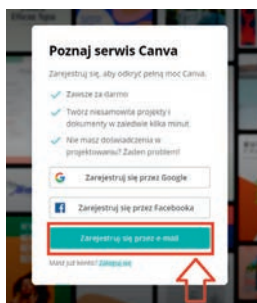 Poznaj serwis Canva
Zarejestruj się, aby odkryć pełną moc Canva.
Zawsze za darmo
Twórz niesamowite projekty i
dokumenty w zaledwie kilka minut.
Nie masz doświadczenia w
projektowaniu? Żaden problem!
Zarejestruj się przez Google
Zarejestruj się przez Facebooka
Zarejestruj się przez e-mail
Masz już konto? Zaloguj się